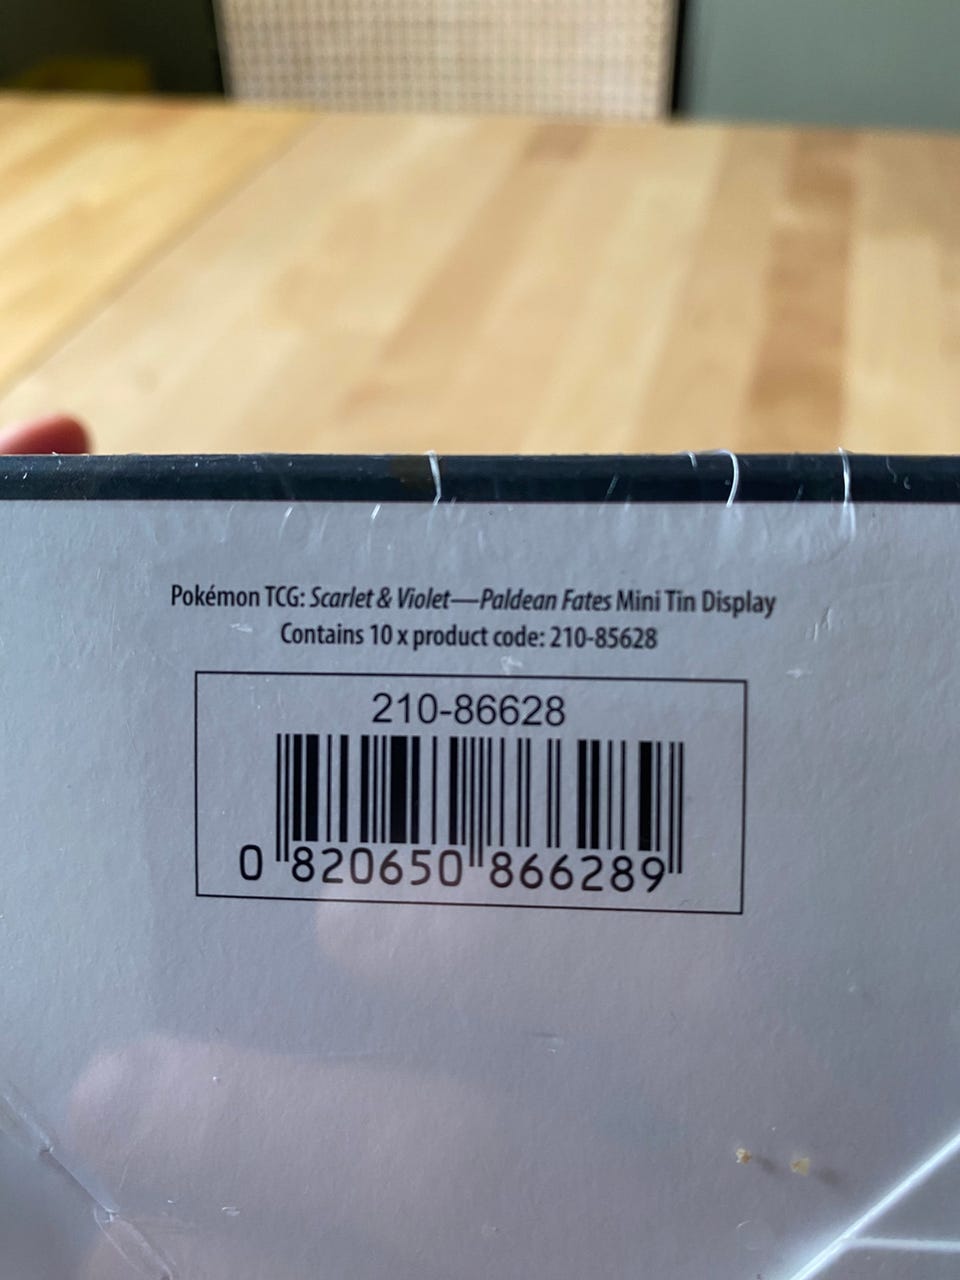 Pokémon TCG: Scarlet & Violet—Paldean Fates Mini Tin Display
Contains 10 x product code: 210-85628
210-86628
0 820650 866289